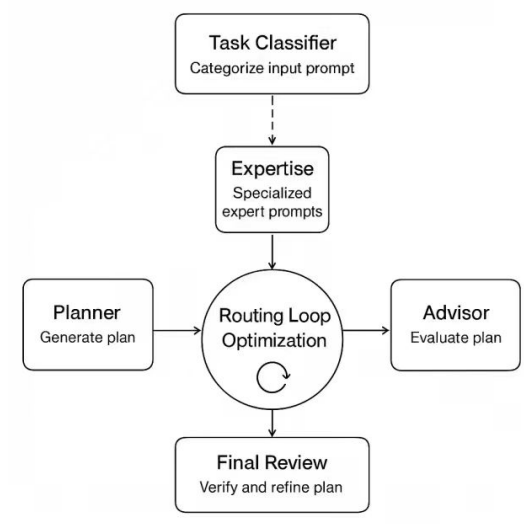 Task Classifier
Categorize input prompt
Expertise
Specialized
expert prompts
Planner
Generate plan
Routing Loop
Optimization
Advisor
Evaluate plan
Final Review
Verify and refine plan